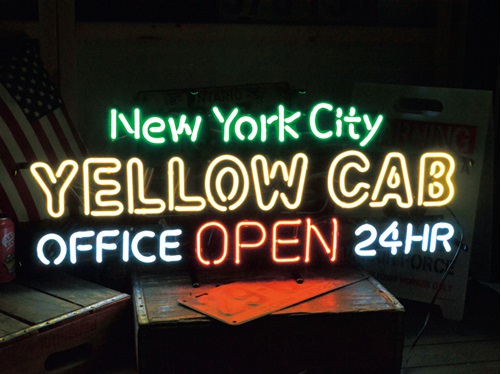 New York City
YELLOW CAB
OFFICE OPEN 24HR